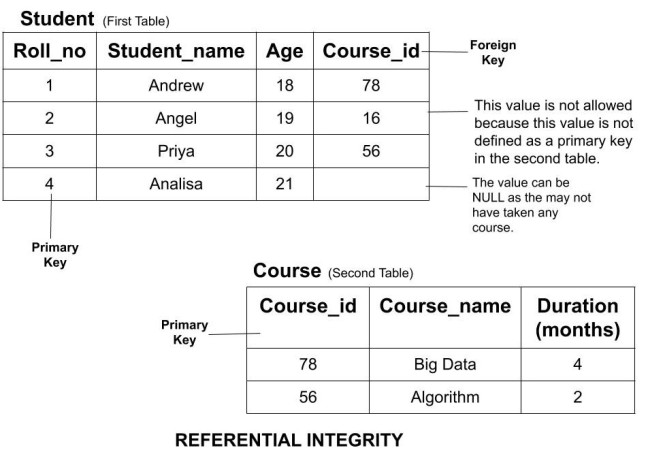 Student (First Table)
Roll_no Student_name Age Course_id
Foreign
Key
1 Andrew 18 78
2 Angel 19 16
This value is not allowed
because this value is not
defined as a primary key
in the second table.
3 Priya 20 56
4 Analisa 21
The value can be
NULL as the may not
have taken any
course.
Primary
Key
Course (Second Table)
Course_id Course_name Duration
(months)
Primary
Key
78 Big Data 4
56 Algorithm 2
REFERENTIAL INTEGRITY